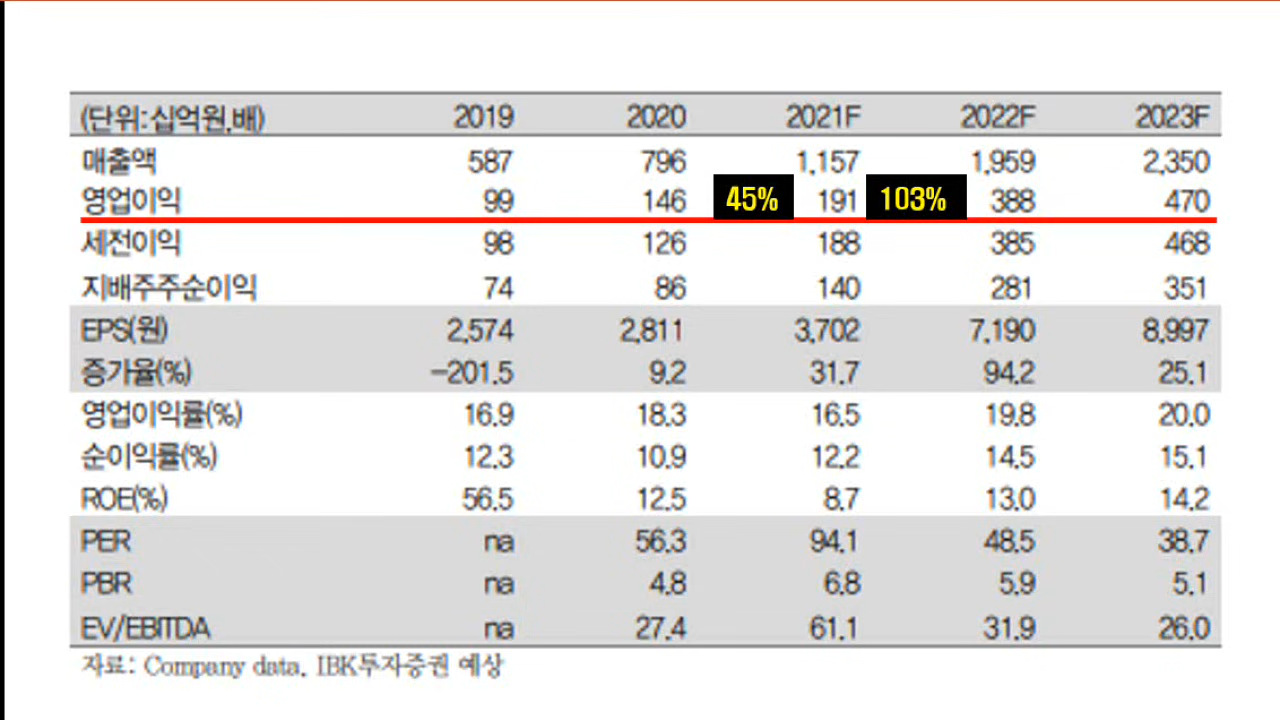 (단위:십억원,배) 2019 2020 2021F 2022F 2023F
매출액 587 796 1,157 1,959 2,350
영업이익 99 146 45% 191 103% 388 470
세전이익 98 126 188 385 468
지배주주순이익 74 86 140 281 351
EPS(원) 2,574 2,811 3,702 7,190 8,997
증가율(%) -201.5 9.2 31.7 94.2 25.1
영업이익률(%) 16.9 18.3 16.5 19.8 20.0
순이익률(%) 12.3 10.9 12.2 14.5 15.1
ROE(%) 56.5 12.5 8.7 13.0 14.2
PER na 56.3 94.1 48.5 38.7
PBR na 4.8 6.8 5.9 5.1
EV/EBITDA na 27.4 61.1 31.9 26.0
자료: Company data, IBK투자증권 예상